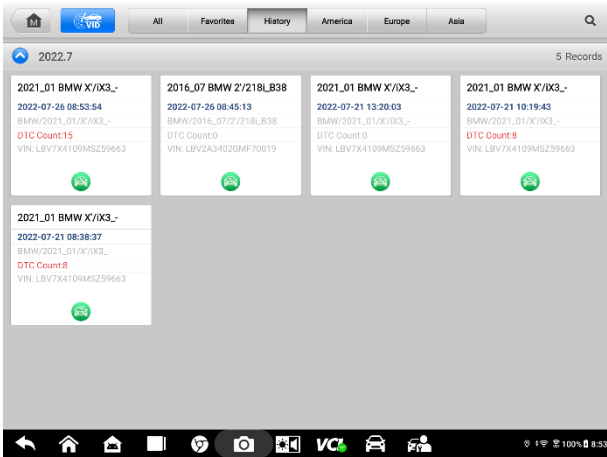 M
VID
All
Favorites
History
America
Europe
Asia
2022.7
5 Records
2021_01 BMW X'/iX3_-
2022-07-26 08:53:54
BMW/2021_01/X'/iX3_-
DTC Count:15
VIN: LBV7X4109MSZ59663
2016_07 BMW 2'/218i_B38
2022-07-26 08:45:13
BMW/2016_07/2'/218i_B38
DTC Count:0
VIN: LBV2A3402GMF70019
2021_01 BMW X'/iX3_-
2022-07-21 13:20:03
BMW/2021_01/X'/iX3_-
DTC Count:0
VIN: LBV7X4109MSZ59663
2021_01 BMW X'/iX3_-
2022-07-21 10:19:43
BMW/2021_01/X'/iX3_-
DTC Count:8
VIN: LBV7X4109MSZ59663
2021_01 BMW X'/iX3_-
2022-07-21 08:38:37
BMW/2021_01/X'/iX3_-
DTC Count:8
VIN: LBV7X4109MSZ59663
VCI
100%
8:53